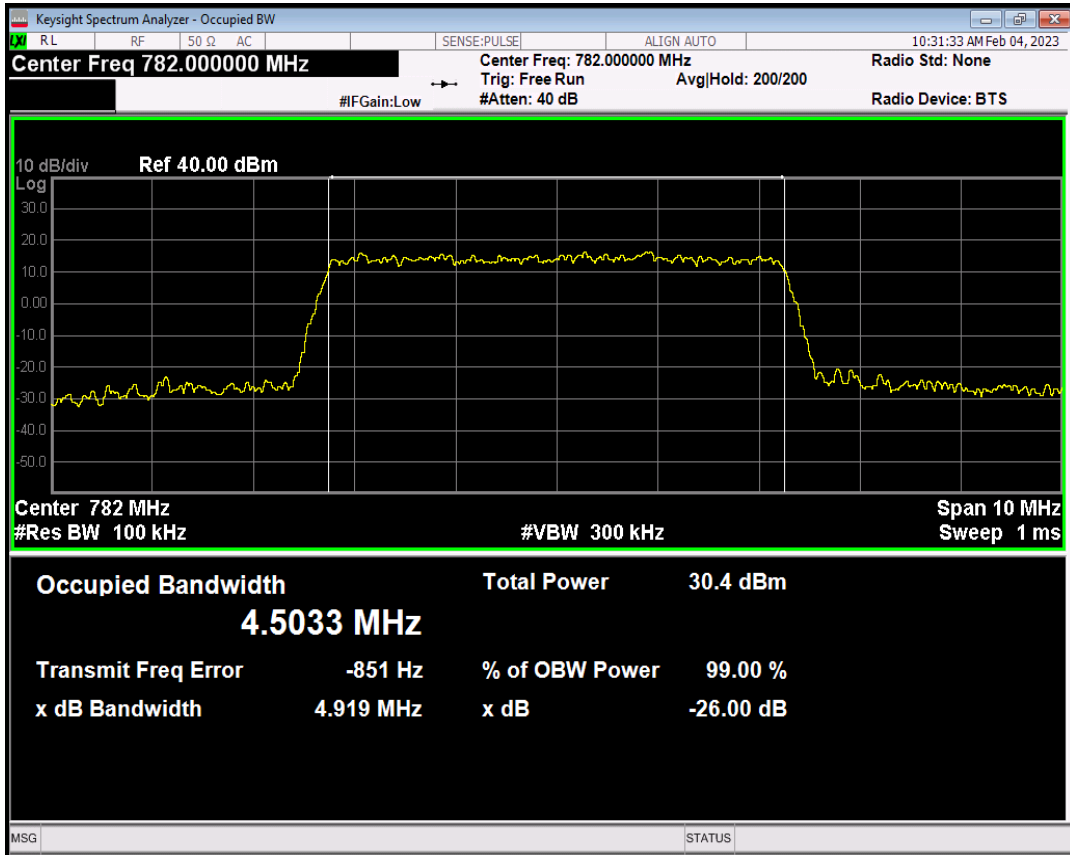 Keysight Spectrum Analyzer - Occupied BW
LXI RL RF 50 Ω AC SENSE:PULSE ALIGN AUTO 10:31:33 AM Feb 04, 2023
Center Freq 782.000000 MHz Center Freq: 782.000000 MHz Radio Std: None
Trig: Free Run Avg|Hold: 200/200
#IFGain:Low #Atten: 40 dB Radio Device: BTS
10 dB/div Ref 40.00 dBm
Log
30.0
20.0
10.0
0.00
-10.0
-20.0
-30.0
-40.0
-50.0
Center 782 MHz Span 10 MHz
#Res BW 100 kHz #VBW 300 kHz Sweep 1 ms
Occupied Bandwidth Total Power 30.4 dBm
4.5033 MHz
Transmit Freq Error -851 Hz % of OBW Power 99.00 %
x dB Bandwidth 4.919 MHz x dB -26.00 dB
MSG STATUS